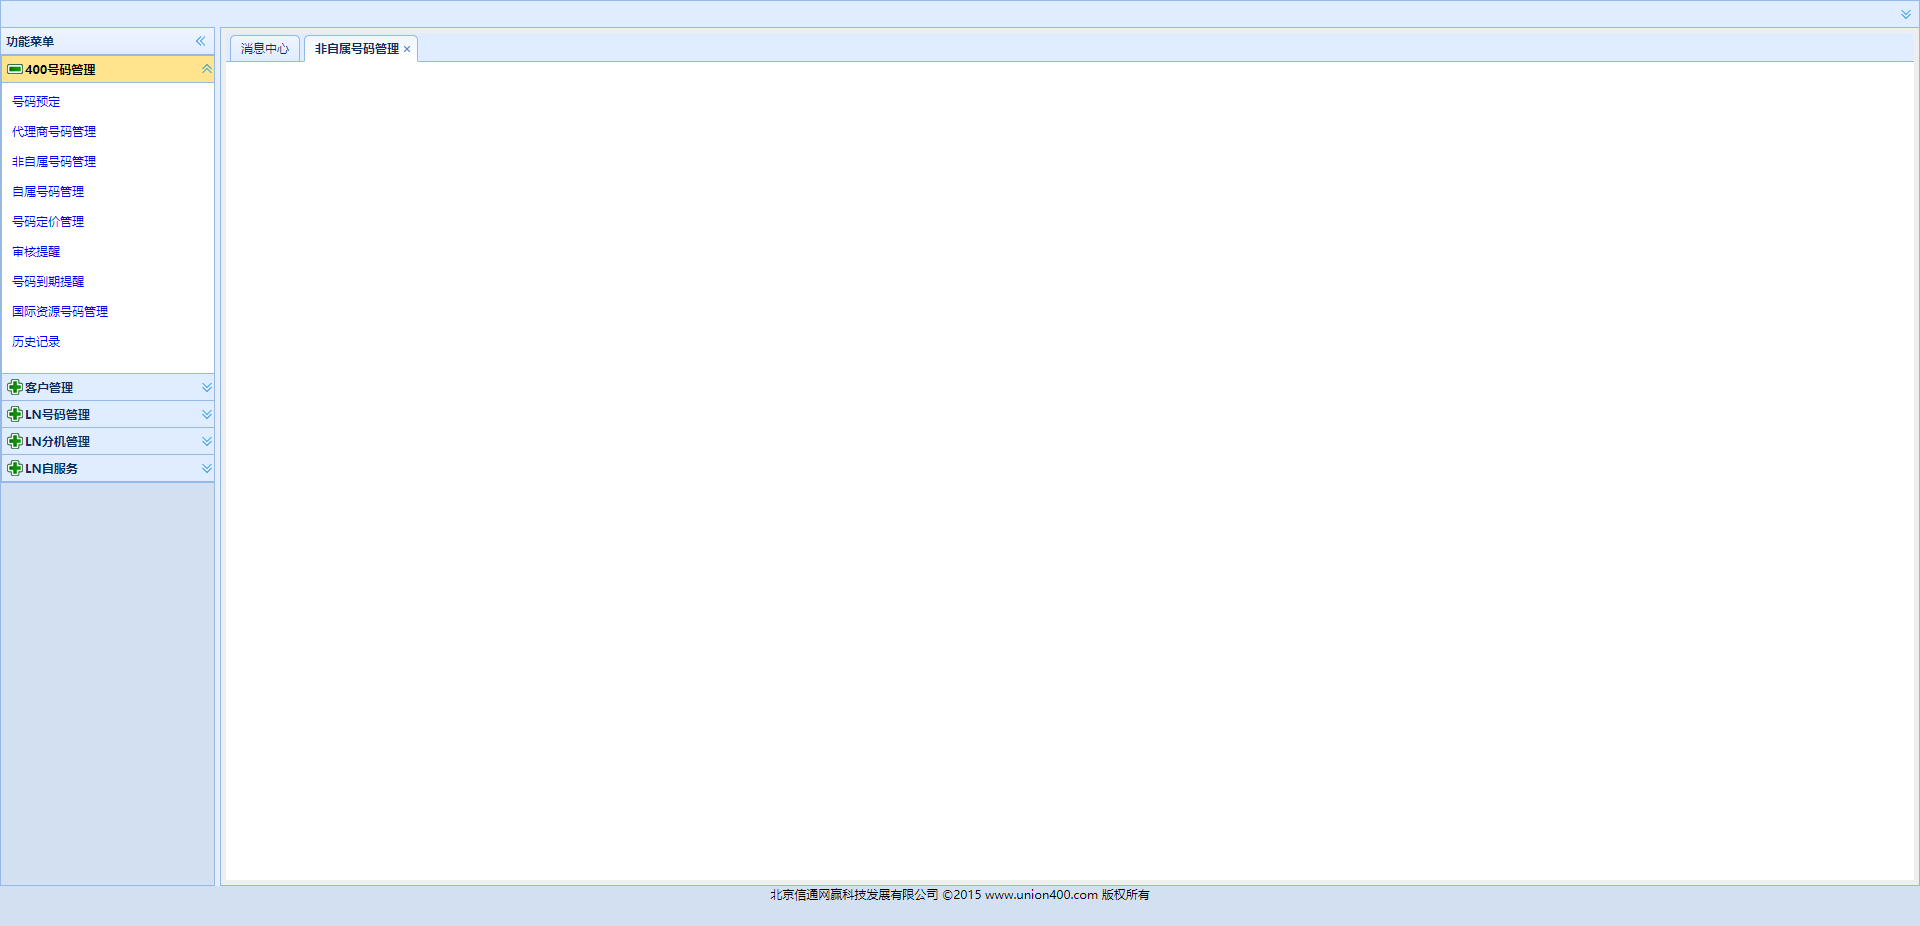 功能菜单
消息中心
非自属号码管理
400号码管理
号码预定
代理商号码管理
非自属号码管理
自属号码管理
号码定价管理
审核提醒
号码到期提醒
国际资源号码管理
历史记录
客户管理
LN号码管理
LN分机管理
LN自服务
北京信通网赢科技发展有限公司 ©2015 www.union400.com 版权所有